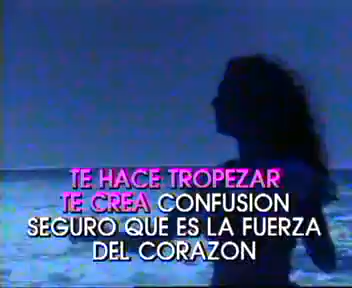 TE HACE TROPEZAR
TE CREA CONFUSION
SEGURO QUE ES LA FUERZA
DEL CORAZON